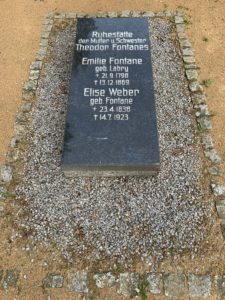 Ruhestätte
der Mutter u. Schwester
Theodor Fontanes
Emilie Fontane
geb. Labry
* 21.9.1798
† 13.12.1869
Elise Weber
geb. Fontane
* 23.4.1838
† 14.7.1923